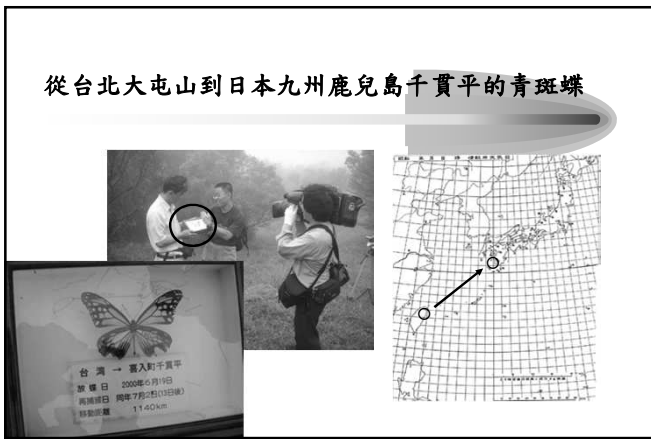 從台北大屯山到日本九州鹿兒島千貫平的青斑蝶
台湾 → 喜入町千貫平
放蝶日 2000年6月19日
再捕獲日 同年7月2日(13日後)
移動距離 1140km